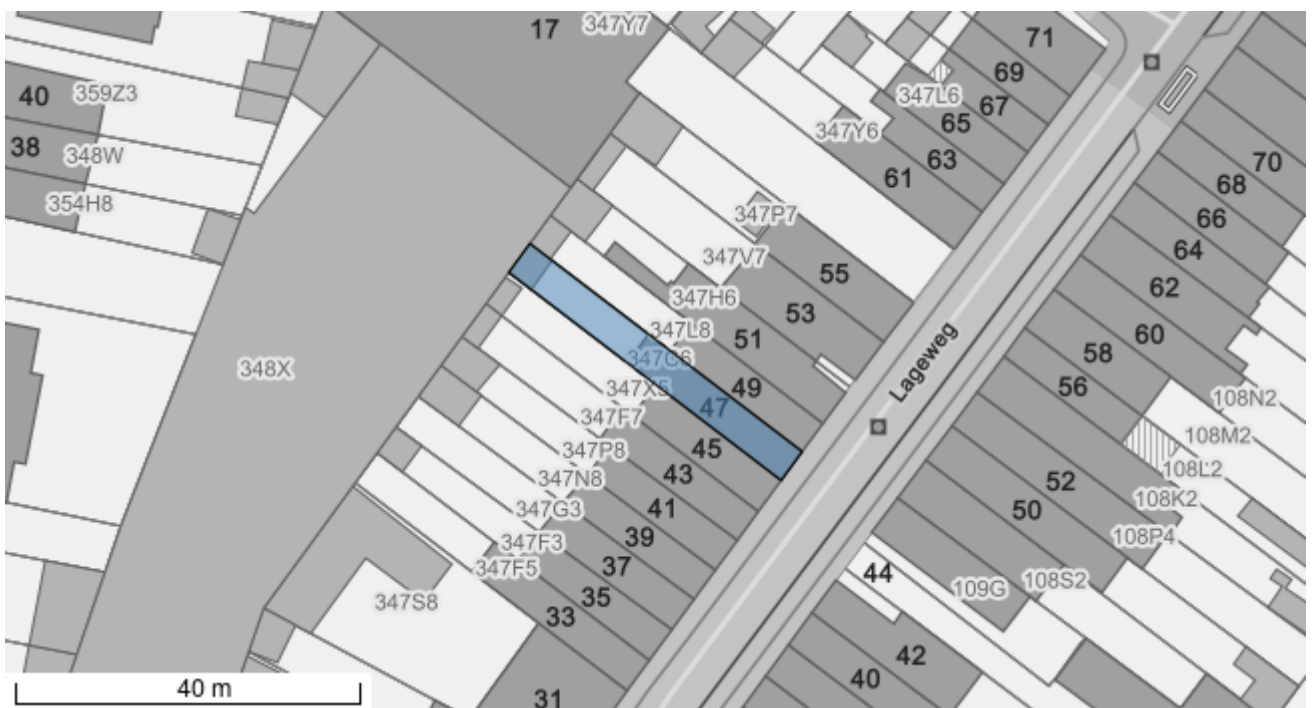 17
347Y7
71
40
359Z3
69
347L6
67
65
347Y6
38
348W
63
70
61
68
354H8
347P7
66
347V7
64
55
62
347H6
53
60
347L8
51
58
347C6
Lageweg
348X
347X5
49
56
108N2
47
347F7
45
108M2
347P8
43
108L2
347N8
52
108K2
347G3
41
50
39
108P4
347F3
347F5
37
44
109G
108S2
347S8
35
33
42
40
40 m
31